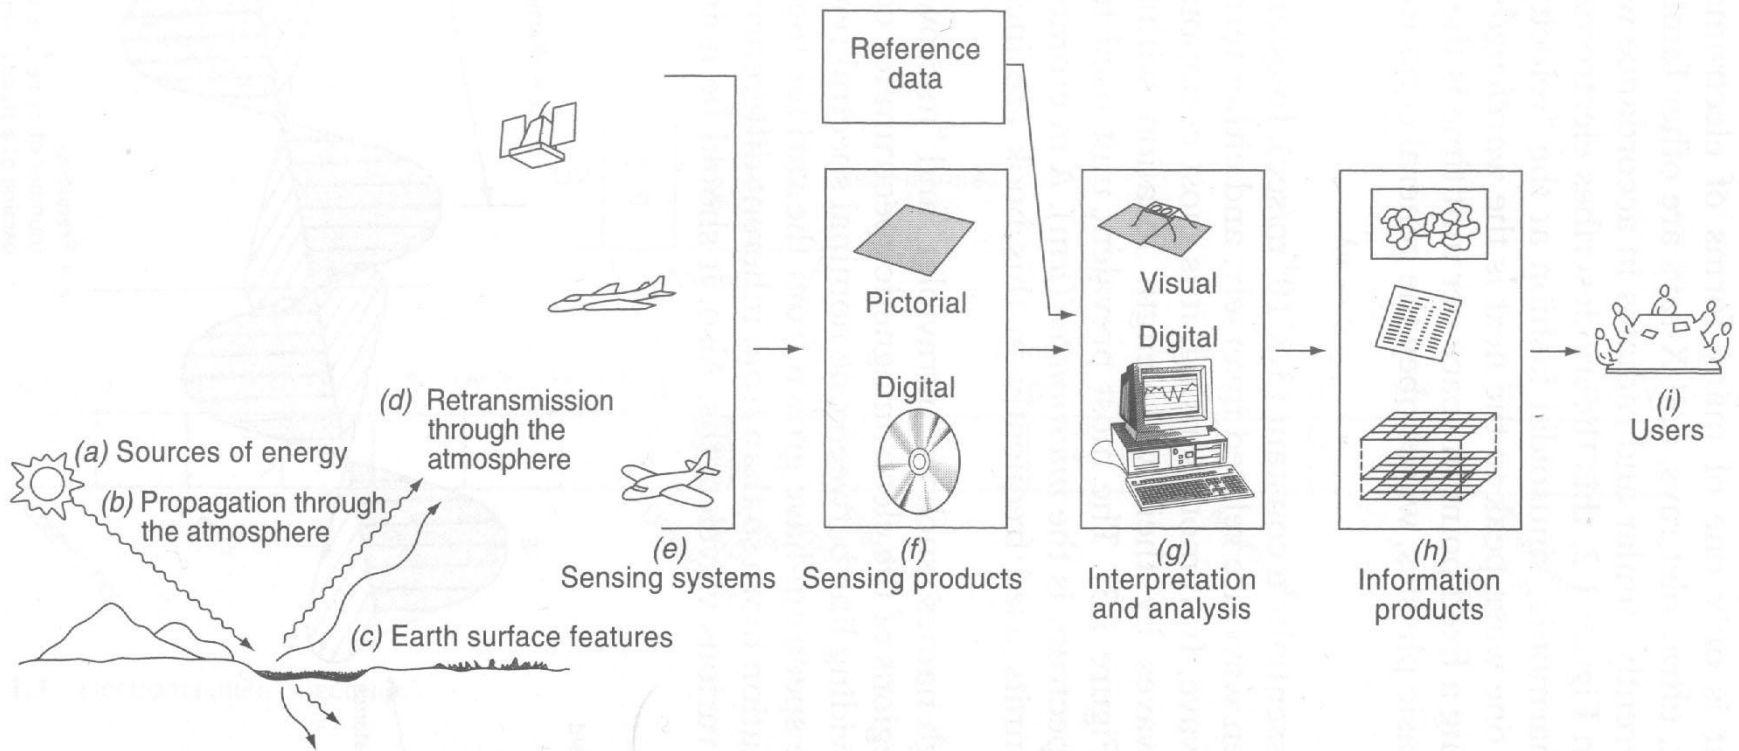 Reference
data
Pictorial
Digital
Visual
Digital
(a) Sources of energy
(b) Propagation through
the atmosphere
(c) Earth surface features
(d) Retransmission
through the
atmosphere
(e)
Sensing systems
(f)
Sensing products
(g)
Interpretation
and analysis
(h)
Information
products
(i)
Users